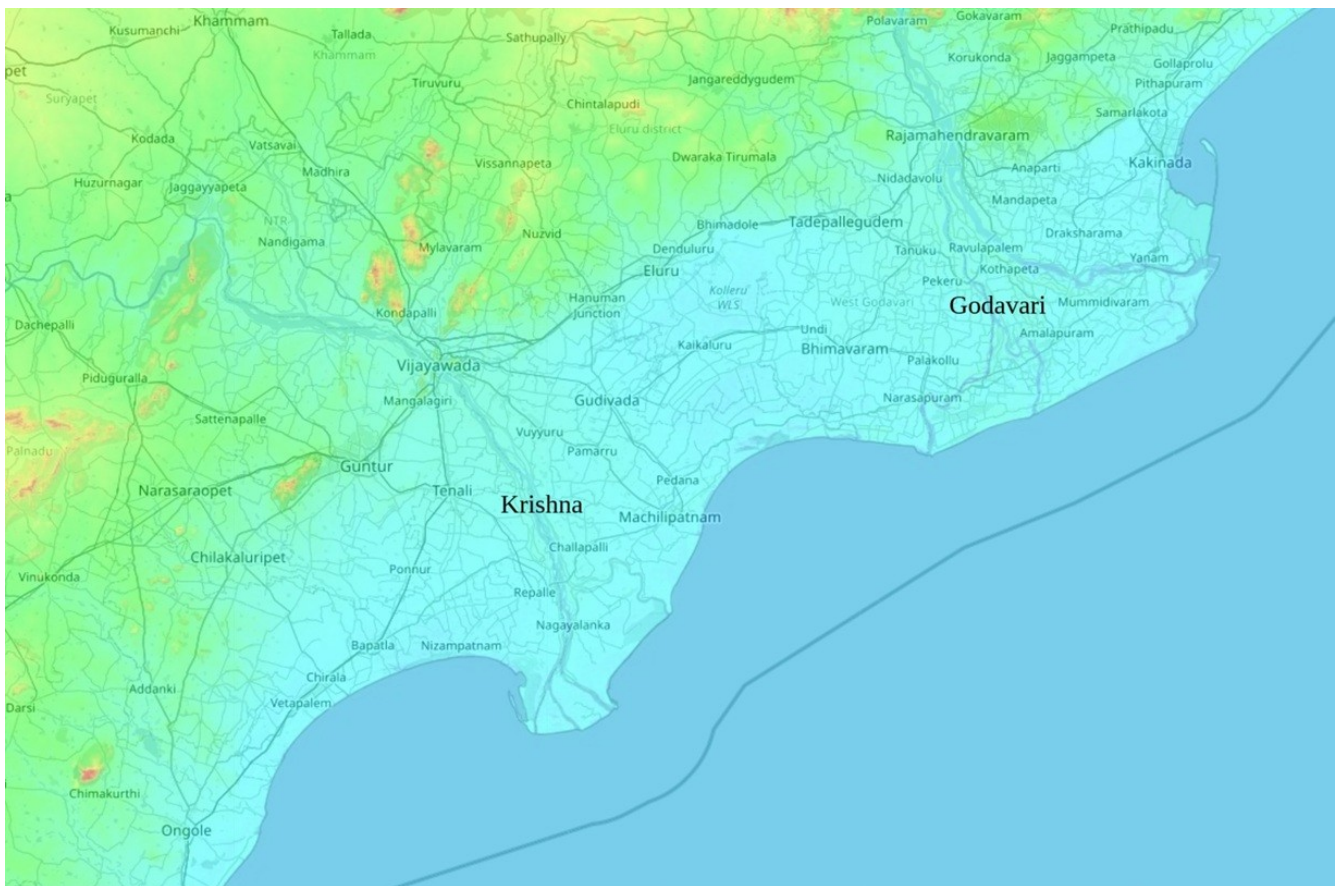 Khammam
Polavaram
Gokavaram
Kusumanchi
Tallada
Sathupally
Prathipadu
Khammam
Korukonda
Jaggampeta
Gollaprolu
pet
Tiruvuru
Jangareddygudem
Pithapuram
Suryapet
Chintalapudi
Samarlakota
Eluru district
Kodada
Vatsavai
Rajamahendravaram
Vissannapeta
Dwaraka Tirumala
Kakinada
Madhira
Anaparti
Huzurnagar
Jaggayyapeta
Nidadavolu
a
Mandapeta
NTR
Bhimadole
Tadepallegudem
Nandigama
Nuzvid
Draksharama
Mylavaram
Denduluru
Tanuku
Ravulapalem
Yanam
Eluru
Kothapeta
Pekeru
Kolleru
WLS
Hanuman
Junction
West Godavari
Godavari
Mummidivaram
Kondapalli
Dachepalli
Undi
Amalapuram
Kaikaluru
Bhimavaram
Palakollu
Vijayawada
Piduguralla
Mangalagiri
Gudivada
Narasapuram
Sattenapalle
Vuyyuru
Palnadu
Pamarru
Guntur
Pedana
Narasaraopet
Tenali
Krishna
Machilipatnam
Challapalli
Chilakaluripet
Ponnur
Vinukonda
Repalle
Nagayalanka
Bapatla
Nizampatnam
Chirala
Addanki
Vetapalem
Darsi
Chimakurthi
Ongole